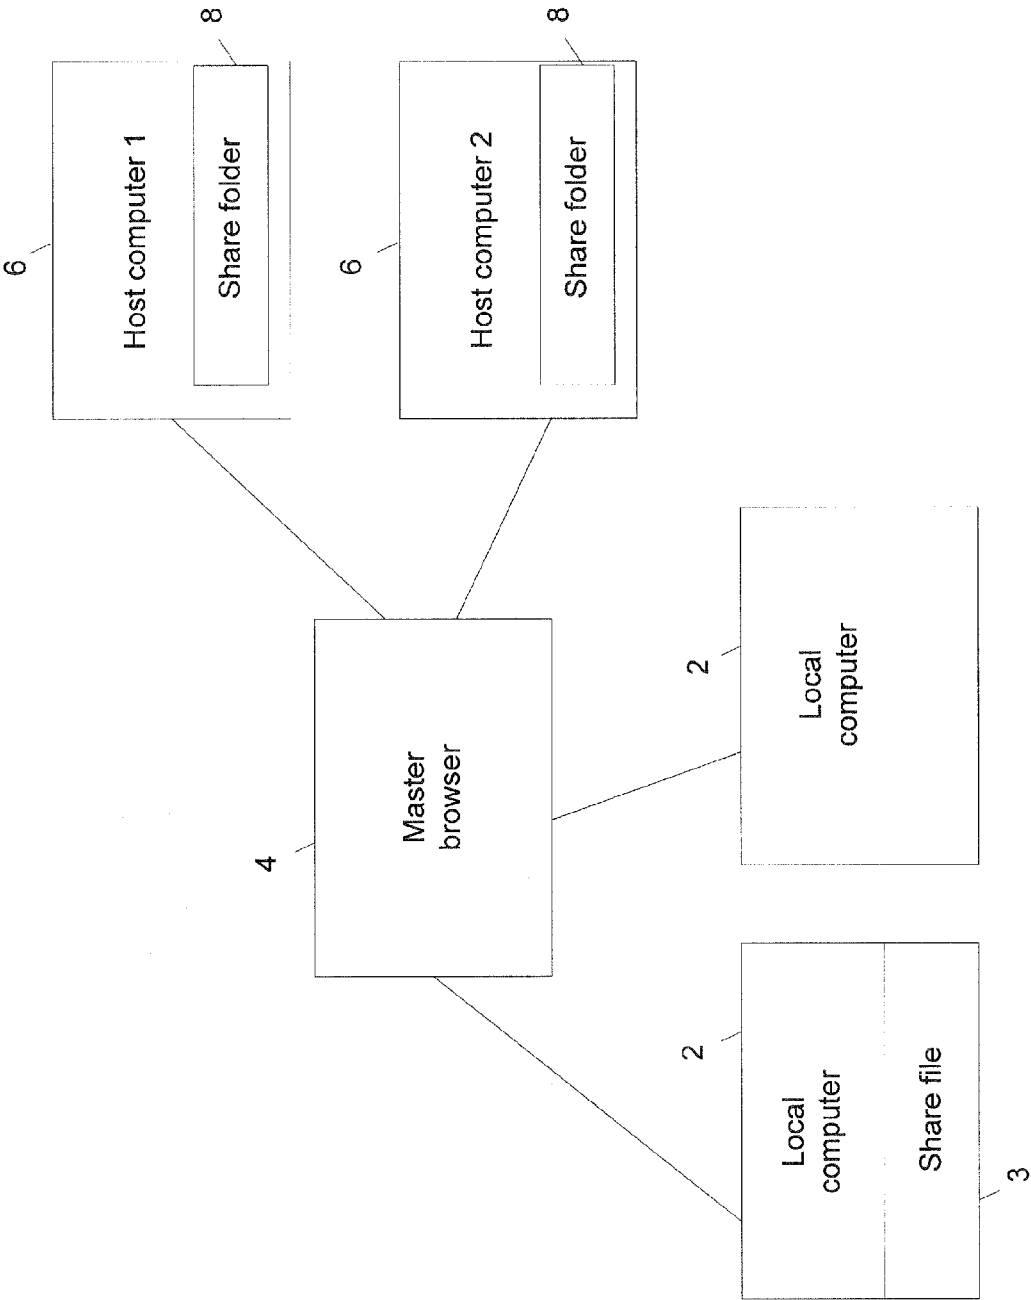 2
Local
computer
Share file
3
4
Master
browser
2
Local
computer
6
Host computer 1
8
Share folder
6
Host computer 2
8
Share folder